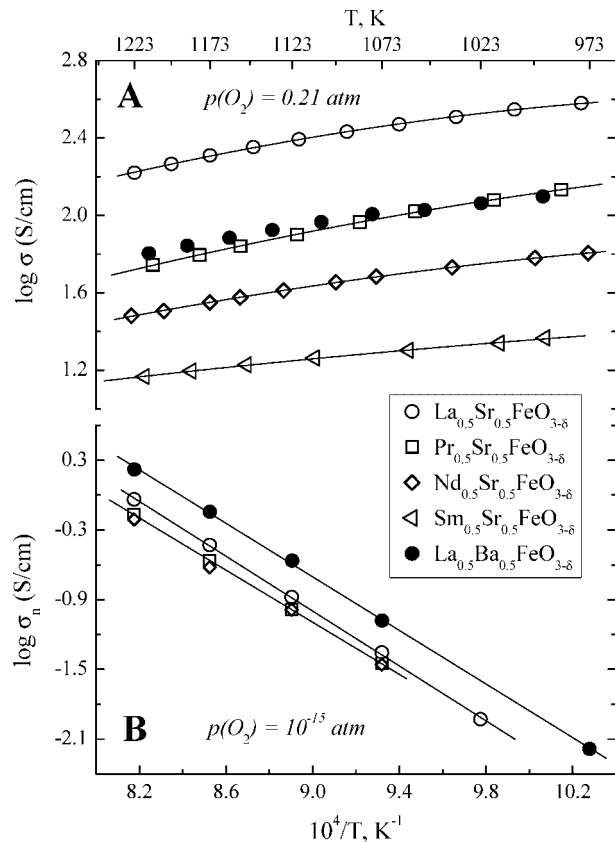 T, K
1223 1173 1123 1073 1023 973
A
p(O₂) = 0.21 atm
2.8
2.4
2.0
1.6
1.2
log σ (S/cm)
La₀.₅Sr₀.₅FeO₃₋δ
Pr₀.₅Sr₀.₅FeO₃₋δ
Nd₀.₅Sr₀.₅FeO₃₋δ
Sm₀.₅Sr₀.₅FeO₃₋δ
La₀.₅Ba₀.₅FeO₃₋δ
0.3
-0.3
-0.9
-1.5
-2.1
log σₙ (S/cm)
B
p(O₂) = 10⁻¹⁵ atm
8.2 8.6 9.0 9.4 9.8 10.2
10⁴/T, K⁻¹